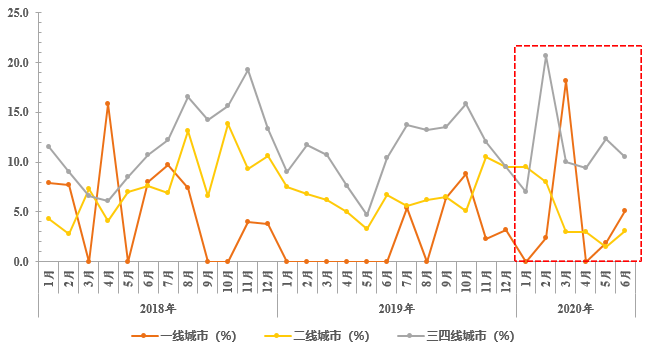 25.0
20.0
15.0
10.0
5.0
0.0
1月 2月 3月 4月 5月 6月 7月 8月 9月 10月 11月 12月 1月 2月 3月 4月 5月 6月 7月 8月 9月 10月 11月 12月 1月 2月 3月 4月 5月 6月
2018年 2019年 2020年
一线城市（%） 二线城市（%） 三四线城市（%）